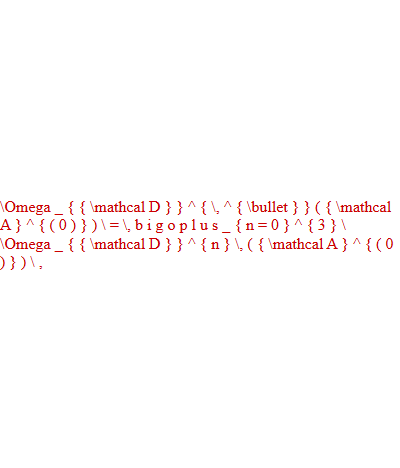 \Omega _ { { \mathcal D } } ^ { \, ^ { \bullet } } ( { \mathcal
A } ^ { ( 0 ) } ) \ = \, b i g o p l u s _ { n = 0 } ^ { 3 } \
\Omega _ { { \mathcal D } } ^ { n } \, ( { \mathcal A } ^ { ( 0
) } ) \ ,